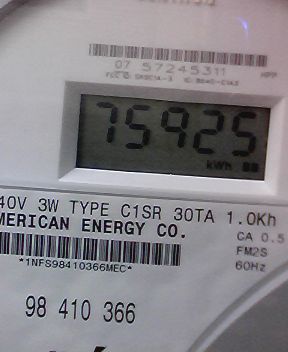 07 57245311
75925
kWh
40V 3W TYPE C1SR 30TA 1.0Kh
MERICAN ENERGY CO.
CA 0.5
*1NFS98410366MEC*
FM2S
60Hz
98 410 366